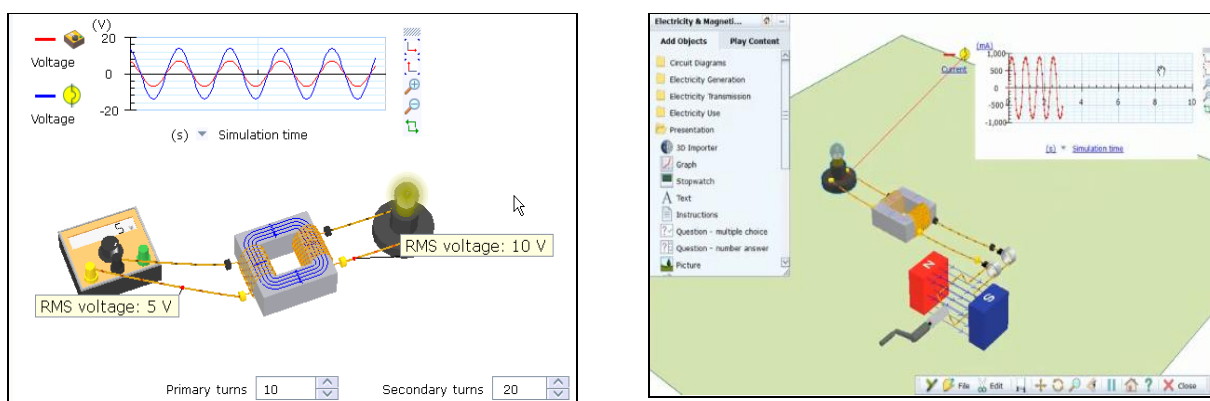 (V)
20
0
-20
Voltage
Voltage
(s) Simulation time
5
RMS voltage: 10 V
RMS voltage: 5 V
Primary turns 10
Secondary turns 20
Electricity & Magneti...
Add Objects Play Content
Circuit Diagrams
Electricity Generation
Electricity Transmission
Electricity Use
Presentation
3D Importer
Graph
Stopwatch
Text
Instructions
Question - multiple choice
Question - number answer
Picture
(mA)
1,000
500
0
-500
-1,000
0 2 4 6 8 10
Current
(s) Simulation time
N
S
File Edit Close